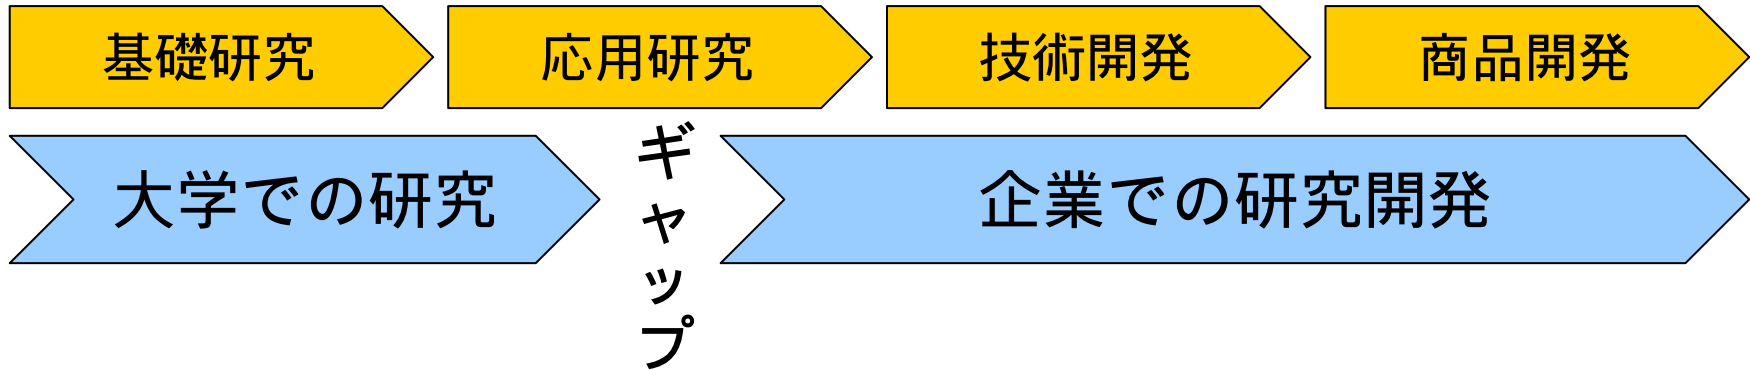 基礎研究
応用研究
技術開発
商品開発
大学での研究
ギャップ
企業での研究開発